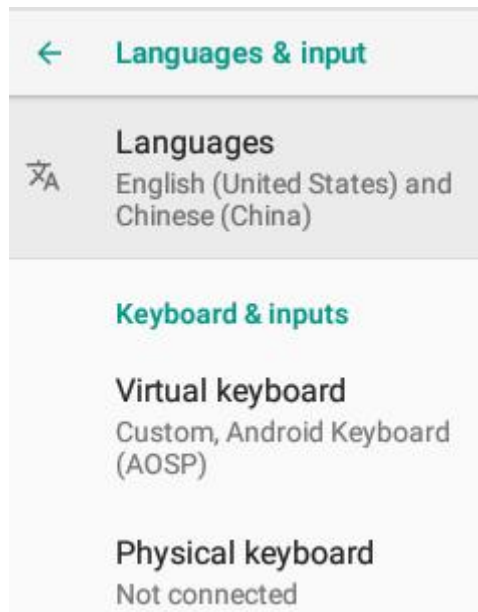 Languages & input
Languages
English (United States) and
Chinese (China)
Keyboard & inputs
Virtual keyboard
Custom, Android Keyboard
(AOSP)
Physical keyboard
Not connected